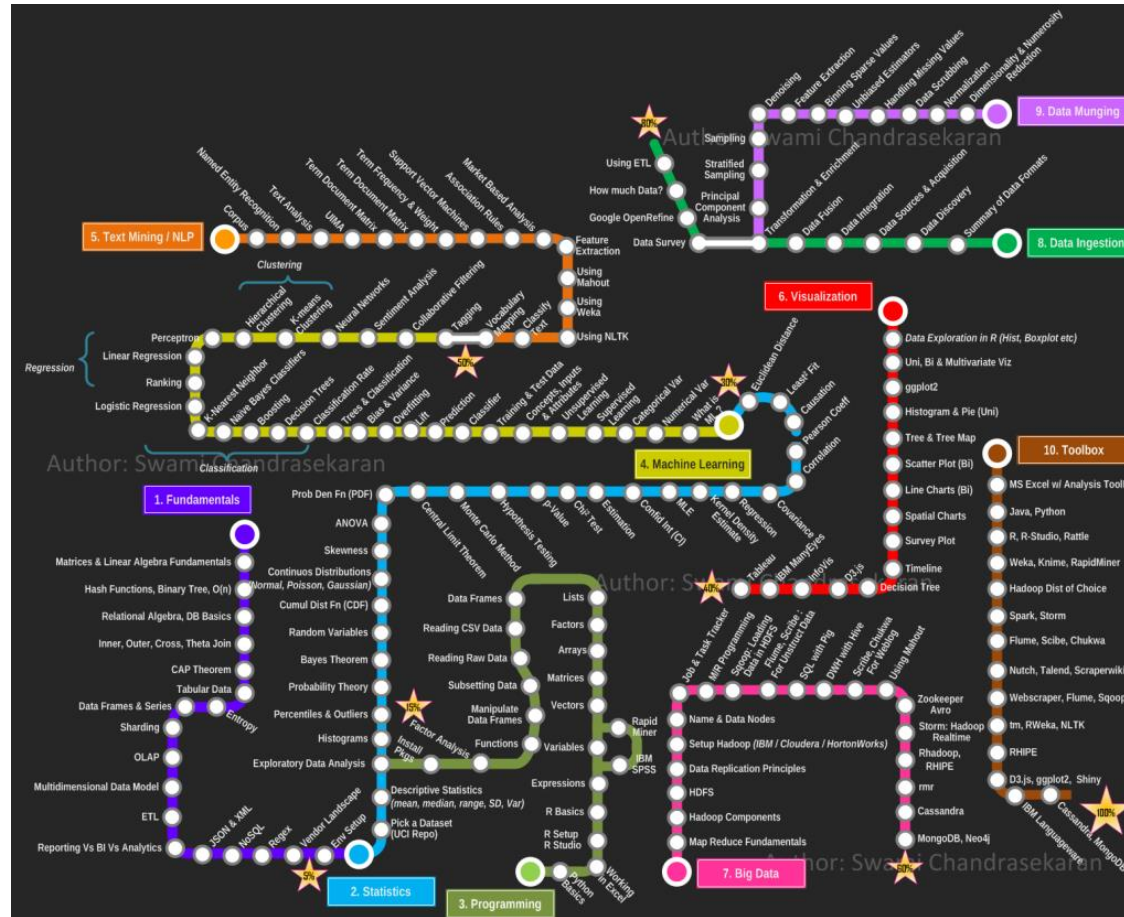 1. Fundamentals
Matrices & Linear Algebra Fundamentals
Hash Functions, Binary Tree, O(n)
Relational Algebra, DB Basics
Inner, Outer, Cross, Theta Join
CAP Theorem
Tabular Data
Entropy
Data Frames & Series
Sharding
OLAP
Multidimensional Data Model
ETL
Reporting Vs BI Vs Analytics
JSON & XML
NoSQL
Regex
Vendor Landscape
Env Setup
5%
2. Statistics
Pick a Dataset
(UCI Repo)
Descriptive Statistics
(mean, median, range, SD, Var)
Exploratory Data Analysis
Histograms
Percentiles & Outliers
Probability Theory
Bayes Theorem
Random Variables
Cumul Dist Fn (CDF)
Continuos Distributions
(Normal, Poisson, Gaussian)
Skewness
ANOVA
Prob Den Fn (PDF)
Central Limit Theorem
Monte Carlo Method
Hypothesis Testing
p-Value
Chi² Test
Estimation
Confid Int (CI)
MLE
Kernel Density
Estimate
Regression
Covariance
Correlation
Pearson Coeff
Causation
Least² Fit
Euclidean Distance
30%
3. Programming
Python
Basics
Working
in Excel
R Setup
R Studio
R Basics
Expressions
Variables
IBM
SPSS
Rapid
Miner
Vectors
Matrices
Arrays
Factors
Lists
Data Frames
Reading CSV Data
Reading Raw Data
Subsetting Data
Manipulate
Data Frames
Functions
Factor Analysis
Install
Pkgs
15%
4. Machine Learning
What is
ML?
Numerical Var
Categorical Var
Supervised
Learning
Unsupervised
Learning
Concepts, Inputs
& Attributes
Training & Test Data
Classifier
Prediction
Lift
Overfitting
Bias & Variance
Trees & Classification
Classification Rate
Decision Trees
Boosting
Naive Bayes Classifiers
K-Nearest Neighbor
Classification
Logistic Regression
Ranking
Linear Regression
Regression
Perceptron
Hierarchical
Clustering
K-means
Clustering
Clustering
Neural Networks
Sentiment Analysis
Collaborative Filtering
Tagging
50%
5. Text Mining / NLP
Corpus
Named Entity Recognition
Text Analysis
UIMA
Term Document Matrix
Term Document Matrix
Term Frequency & Weight
Support Vector Machines
Association Rules
Market Based Analysis
Feature
Extraction
Using
Mahout
Using
Weka
Using NLTK
Classify
Text
Vocabulary
Mapping
6. Visualization
Data Exploration in R (Hist, Boxplot etc)
Uni, Bi & Multivariate Viz
ggplot2
Histogram & Pie (Uni)
Tree & Tree Map
Scatter Plot (Bi)
Line Charts (Bi)
Spatial Charts
Survey Plot
Timeline
Decision Tree
D3.js
InfoVis
IBM ManyEyes
Tableau
40%
7. Big Data
Map Reduce Fundamentals
Hadoop Components
HDFS
Data Replication Principles
Setup Hadoop (IBM / Cloudera / HortonWorks)
Name & Data Nodes
Job & Task Tracker
M/R Programming
Sqoop: Loading
Data in HDFS
Flume, Scribe :
For Unstruct Data
SQL with Pig
DWH with Hive
Scribe, Chukwa
For Weblog
Using Mahout
Zookeeper
Avro
Storm: Hadoop
Realtime
Rhadoop,
RHIPE
rmr
Cassandra
MongoDB, Neo4j
60%
8. Data Ingestion
Summary of Data Formats
Data Discovery
Data Sources & Acquisition
Data Integration
Data Fusion
Transformation & Enrichment
Data Survey
Google OpenRefine
How much Data?
Using ETL
80%
9. Data Munging
Dimensionality & Numerosity
Reduction
Normalization
Data Scrubbing
Handling Missing Values
Unbiased Estimators
Binning Sparse Values
Feature Extraction
Denoising
Sampling
Stratified
Sampling
Principal
Component
Analysis
10. Toolbox
MS Excel w/ Analysis
Java, Python
R, R-Studio, Rattle
Weka, Knime, RapidMiner
Hadoop Dist of Choice
Spark, Storm
Flume, Scibe, Chukwa
Nutch, Talend, Scraperwiki
Webscraper, Flume, Sqoop
tm, RWeka, NLTK
RHIPE
D3.js, ggplot2, Shiny
IBM Languageware
Cassandra, MongoDB
100%
Author: Swami Chandrasekaran
Author: Swami Chandrasekaran
Author: Swami Chandrasekaran
Author: Swami Chandrasekaran